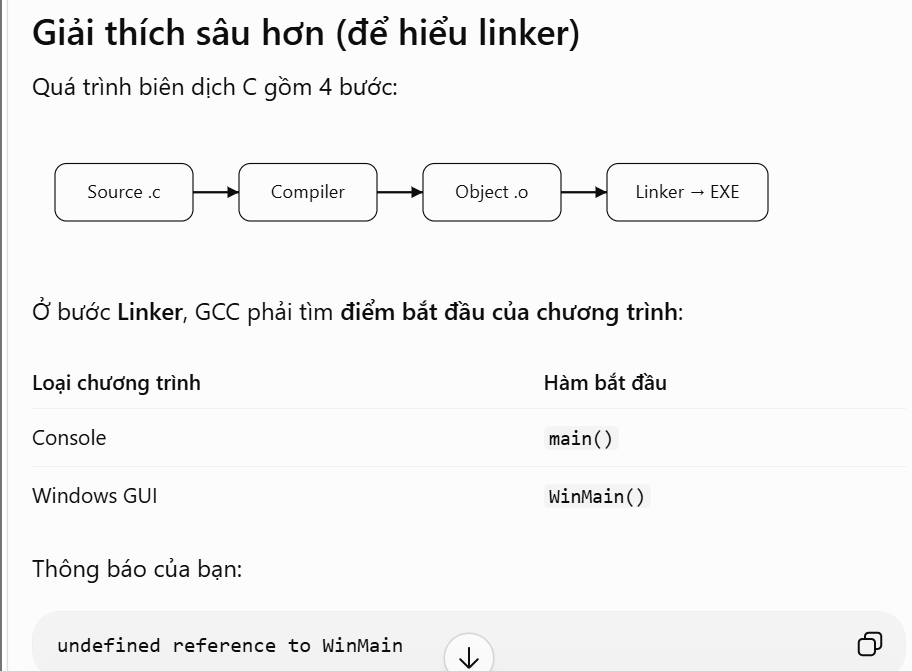 Giải thích sâu hơn (để hiểu linker)
Quá trình biên dịch C gồm 4 bước:
Source .c
Compiler
Object .o
Linker → EXE
Ở bước Linker, GCC phải tìm điểm bắt đầu của chương trình:
Loại chương trình
Hàm bắt đầu
Console
main()
Windows GUI
WinMain()
Thông báo của bạn:
undefined reference to WinMain